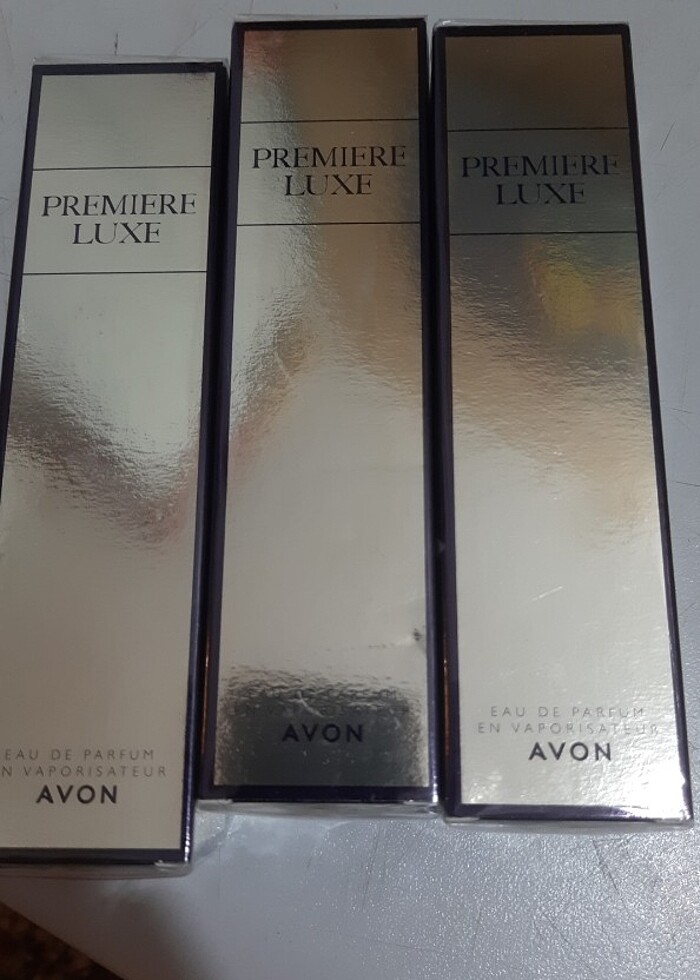 PREMIERE
LUXE
EAU DE PARFUM
EN VAPORISATEUR
AVON
PREMIERE
LUXE
AVON
PREMIERE
LUXE
EAU DE PARFUM
EN VAPORISATEUR
AVON